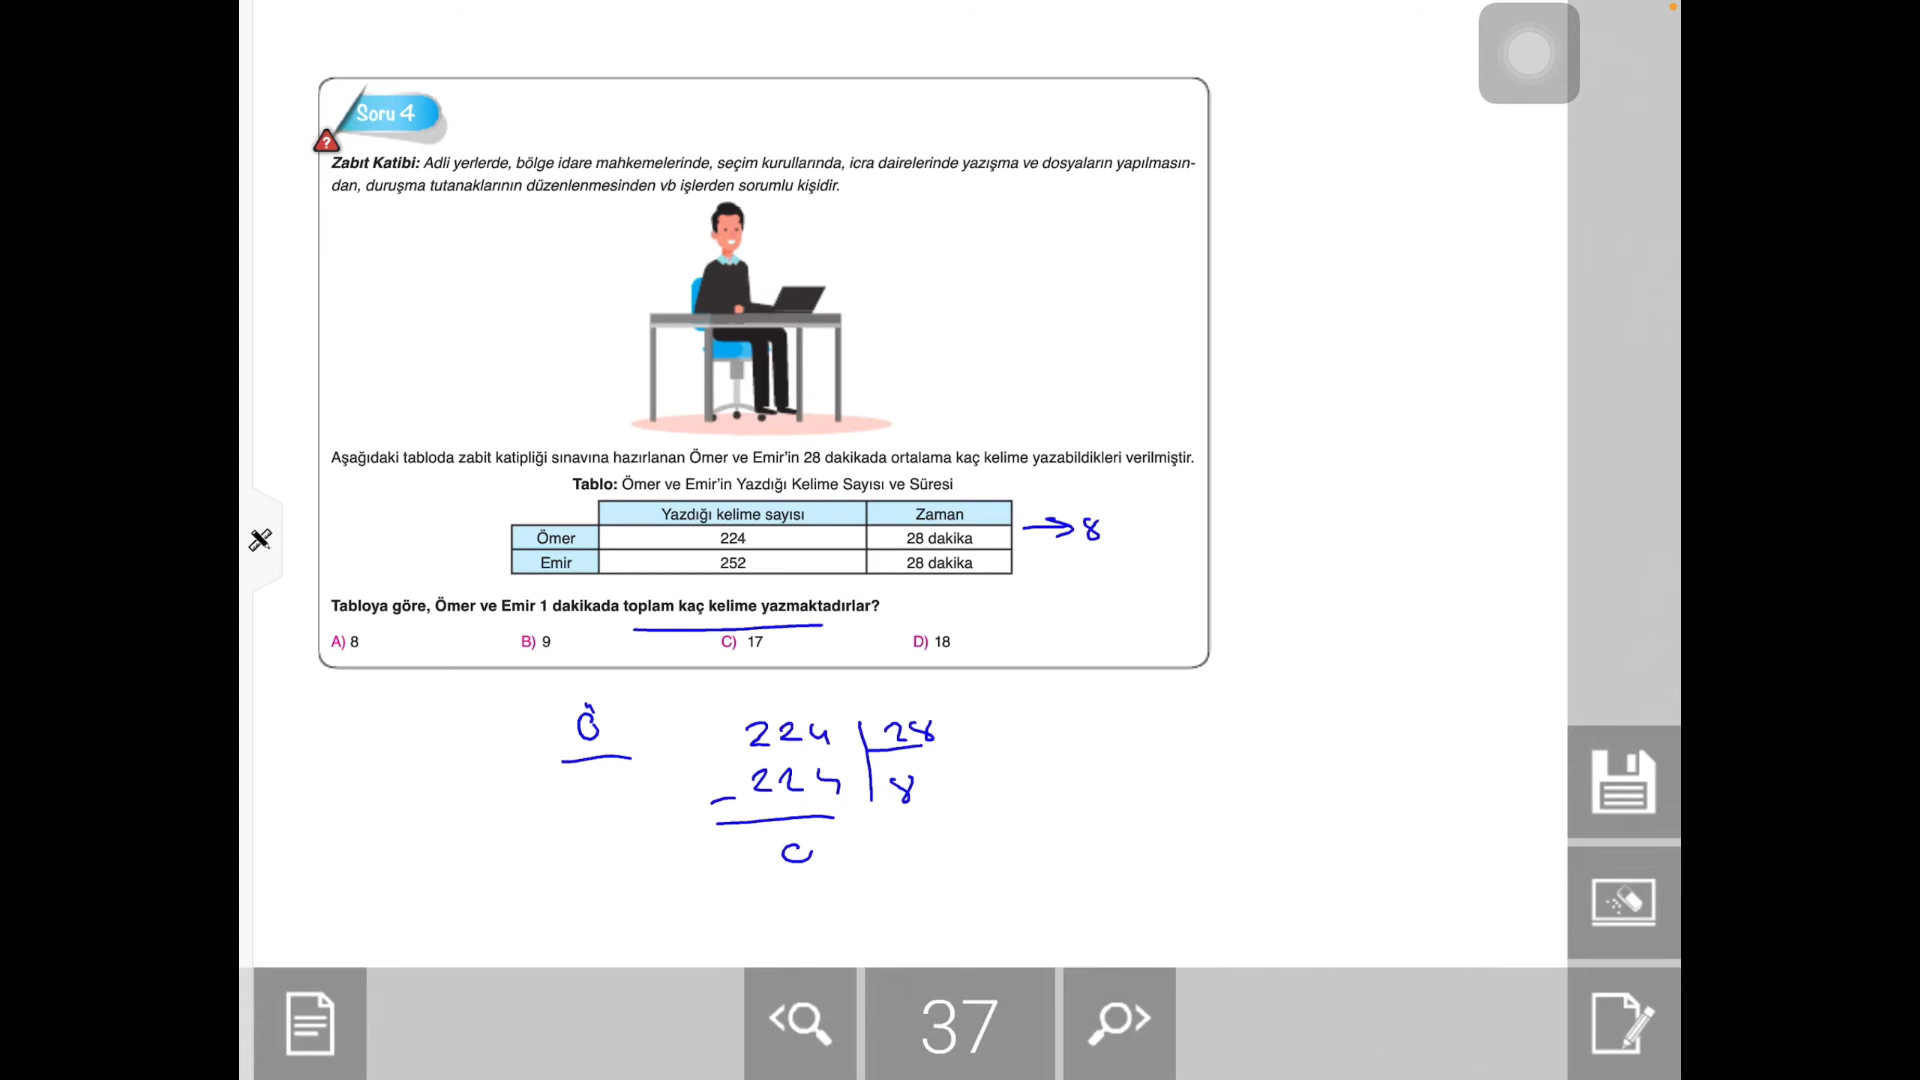 Soru 4
?
Zabıt Katibi: Adli yerlerde, bölge idare mahkemelerinde, seçim kurullarında, icra dairelerinde yazışma ve dosyaların yapılmasın-
dan, duruşma tutanaklarının düzenlenmesinden vb işlerden sorumlu kişidir.
Aşağıdaki tabloda zabit katipliği sınavına hazırlanan Ömer ve Emir'in 28 dakikada ortalama kaç kelime yazabildikleri verilmiştir.
Tablo: Ömer ve Emir'in Yazdığı Kelime Sayısı ve Süresi
Yazdığı kelime sayısı Zaman
Ömer 224 28 dakika → 8
Emir 252 28 dakika
Tabloya göre, Ömer ve Emir 1 dakikada toplam kaç kelime yazmaktadırlar?
A) 8 B) 9 C) 17 D) 18
Ö 224 28
- 224 8
0
37